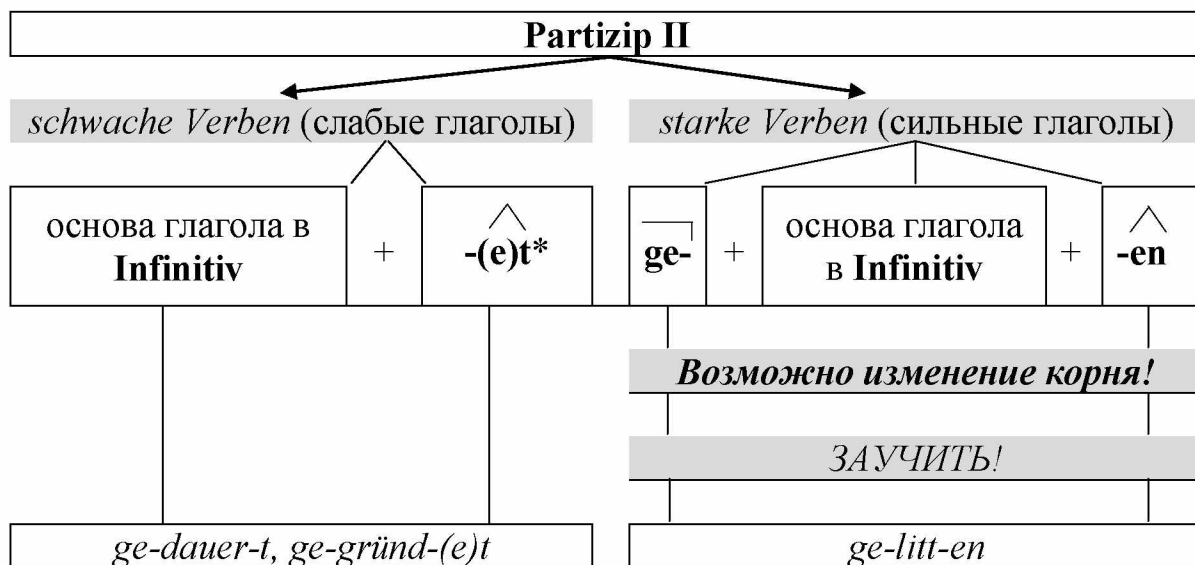 Partizip II
schwache Verben (слабые глаголы)
starke Verben (сильные глаголы)
основа глагола в
Infinitiv
+
-(e)t*
ge-
+
основа глагола
в Infinitiv
+
-en
Возможно изменение корня!
ЗАУЧИТЬ!
ge-dauer-t, ge-gründ-(e)t
ge-litt-en